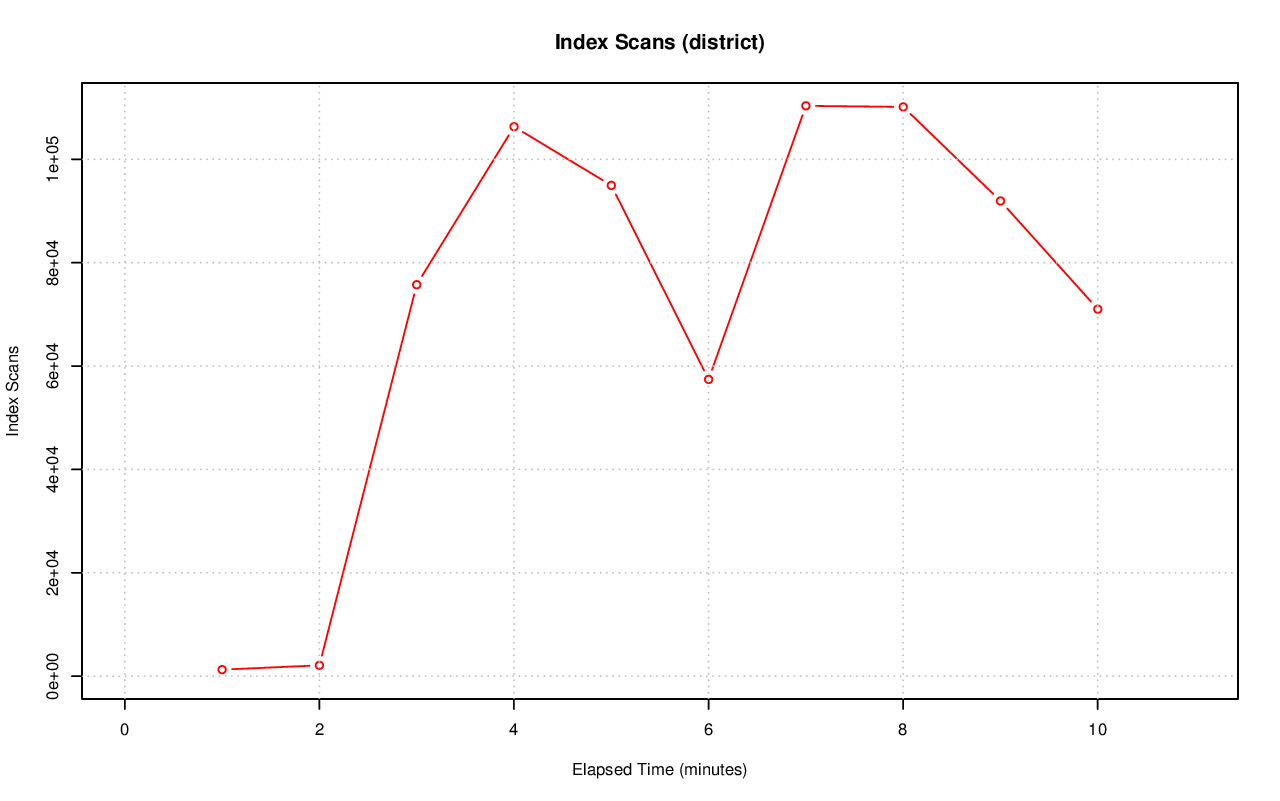 Index Scans (district)
Index Scans
1e+05
8e+04
6e+04
4e+04
2e+04
0e+00
0 2 4 6 8 10
Elapsed Time (minutes)